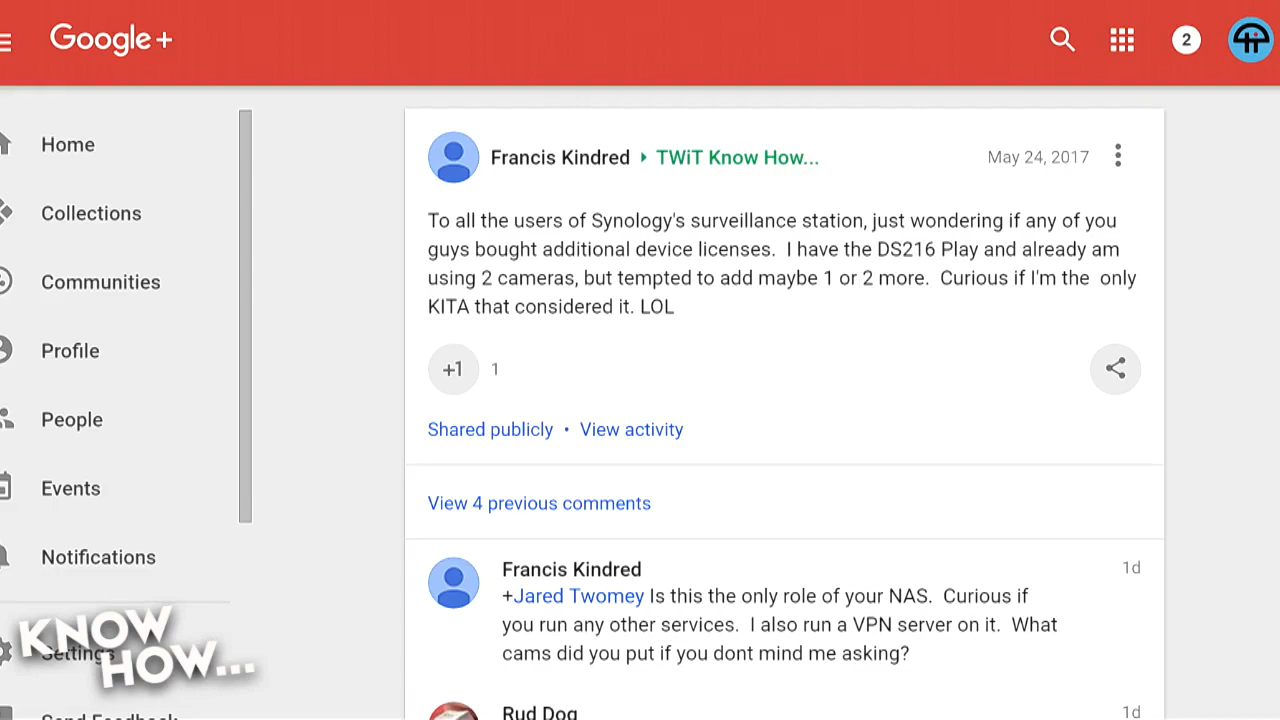 Google+
2
Home
Collections
Communities
Profile
People
Events
Notifications
Settings
Send Feedback
KNOW
HOW...
Francis Kindred ▸ TWiT Know How...
May 24, 2017
To all the users of Synology's surveillance station, just wondering if any of you
guys bought additional device licenses.  I have the DS216 Play and already am
using 2 cameras, but tempted to add maybe 1 or 2 more.  Curious if I'm the  only
KITA that considered it. LOL
+1
1
Shared publicly • View activity
View 4 previous comments
Francis Kindred
1d
+Jared Twomey Is this the only role of your NAS.  Curious if
you run any other services.  I also run a VPN server on it.  What
cams did you put if you dont mind me asking?
Rud Dog
1d